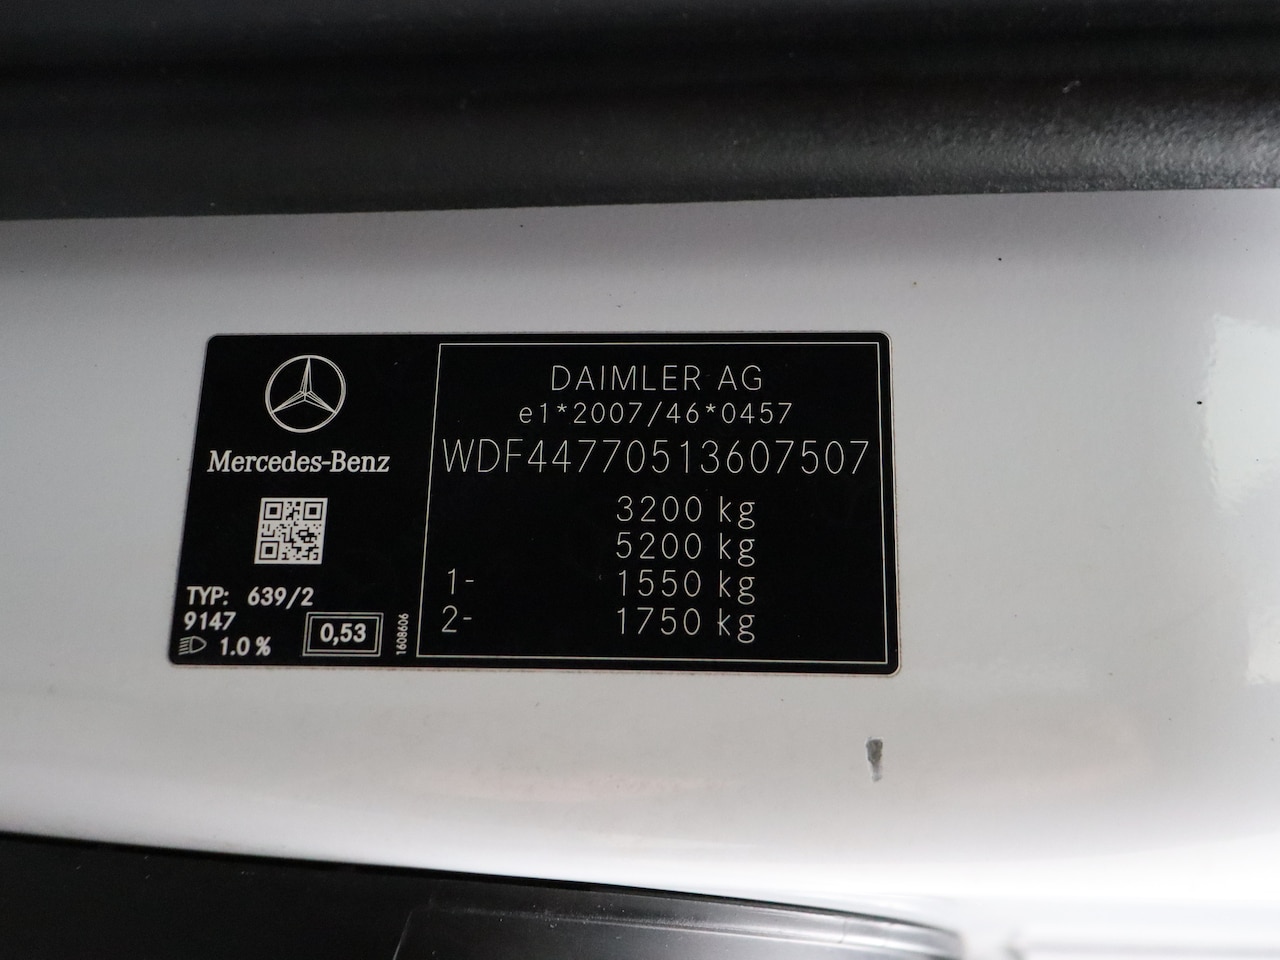 Mercedes-Benz
TYP: 639/2
9147
1.0 %
0,53
1608606
DAIMLER AG
e1*2007/46*0457
WDF44770513607507
3200 kg
5200 kg
1- 1550 kg
2- 1750 kg